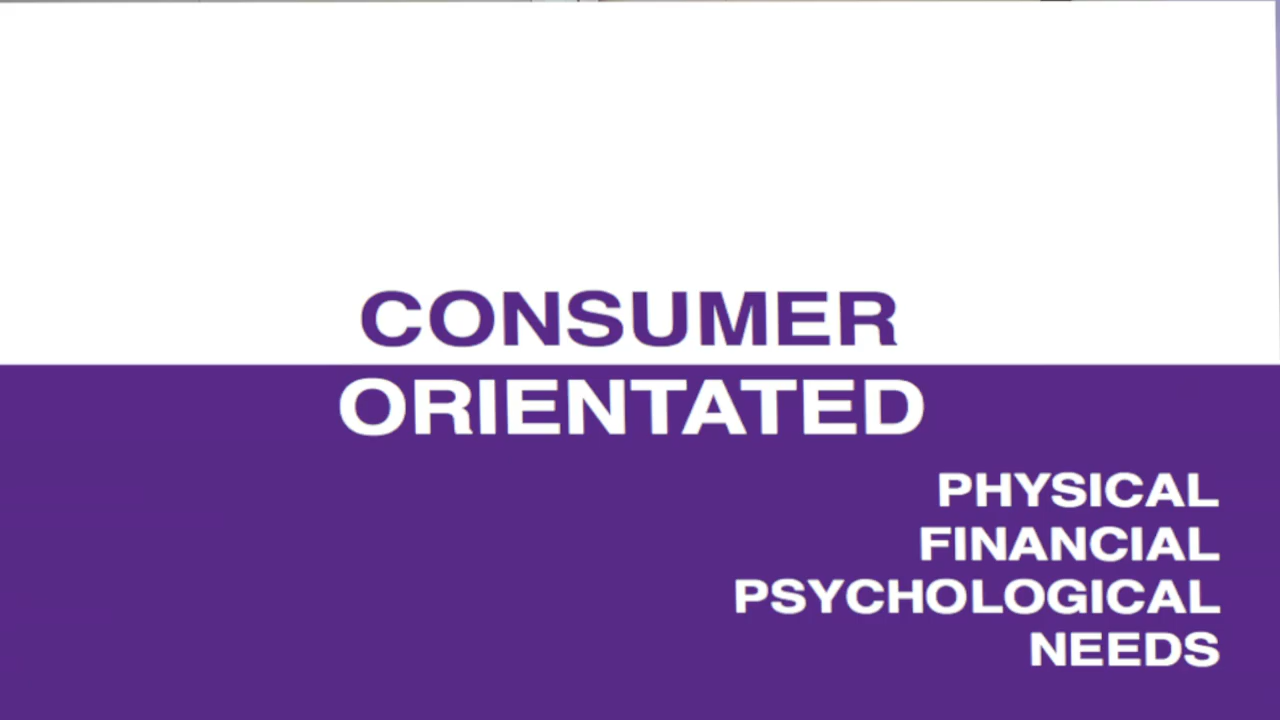 CONSUMER
ORIENTATED
PHYSICAL
FINANCIAL
PSYCHOLOGICAL
NEEDS